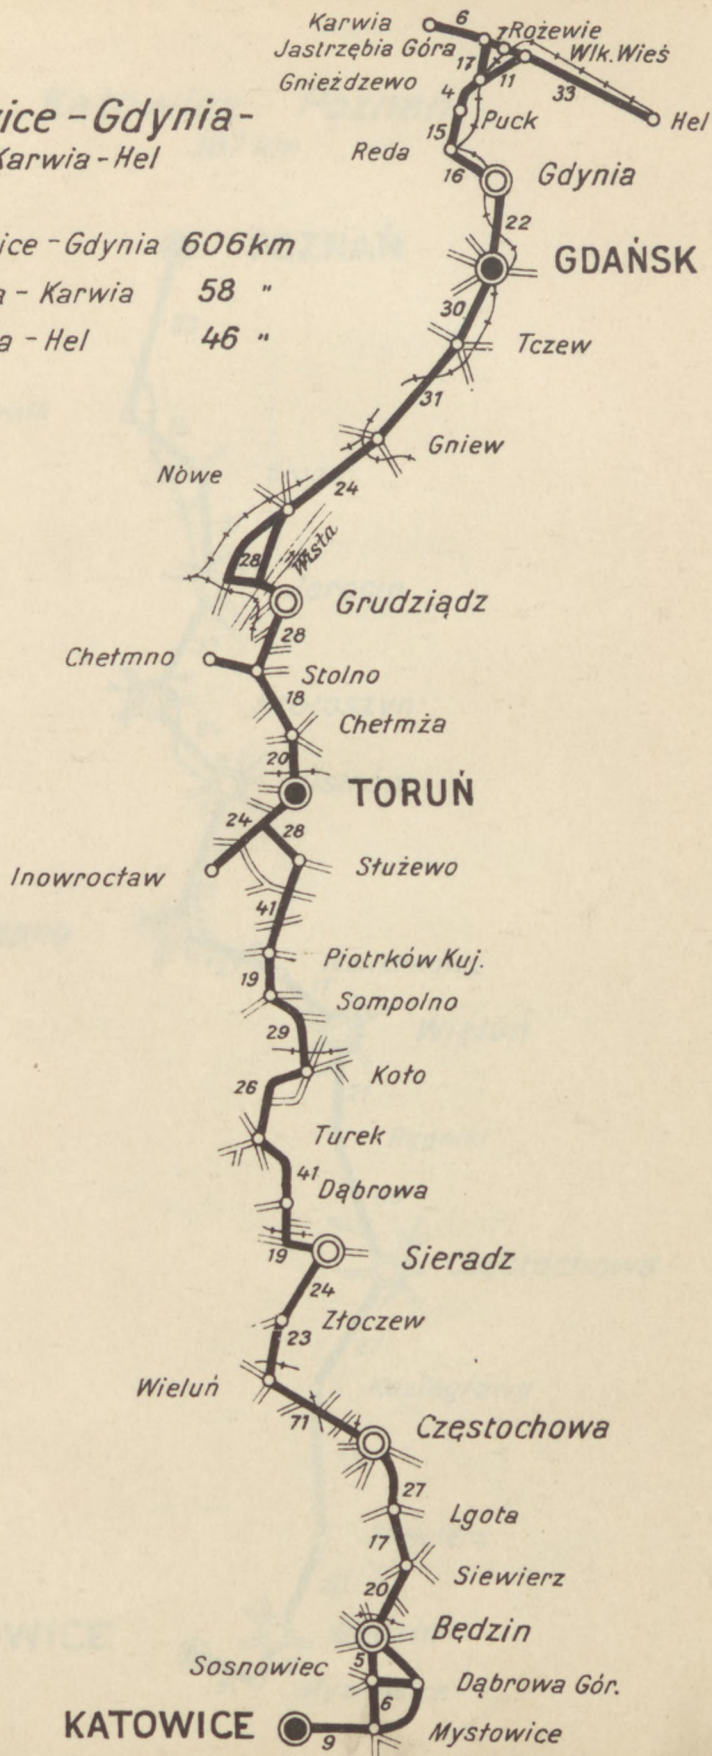 ice - Gdynia -
Karwia - Hel
ice - Gdynia 606 km
a - Karwia 58 "
a - Hel 46 "
Karwia
6
7
Rożewie
Jastrzębia Góra
17
Wlk. Wieś
Gnieżdzewo
11
33
4
Puck
Hel
15
Reda
16
Gdynia
22
GDAŃSK
30
Tczew
31
Gniew
24
Nowe
28
Wisła
Grudziądz
28
Chełmno
Stolno
18
Chełmża
20
TORUŃ
24
28
Inowrocław
Służewo
41
Piotrków Kuj.
19
Sompolno
29
Koło
26
Turek
41
Dąbrowa
19
Sieradz
24
Złoczew
23
Wieluń
71
Częstochowa
27
Lgota
17
Siewierz
20
Będzin
5
Sosnowiec
Dąbrowa Gór.
6
KATOWICE
9
Mysłowice